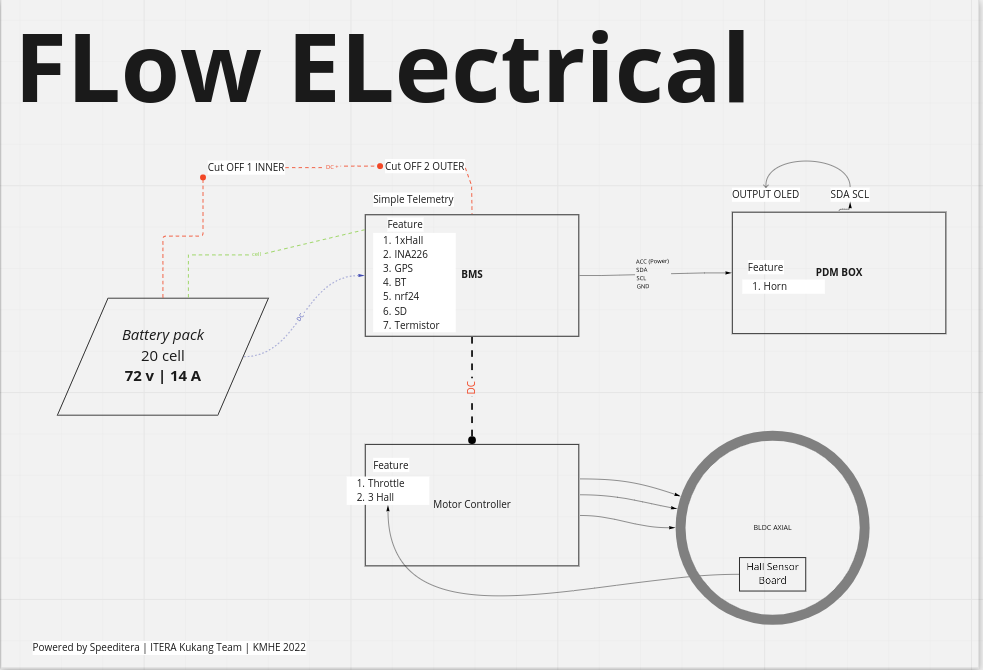 FLow ELectrical
Cut OFF 1 INNER
DC +
Cut OFF 2 OUTER
Simple Telemetry
Feature
1. 1xHall
2. INA226
3. GPS
4. BT
5. nrf24
6. SD
7. Termistor
BMS
DC
ACC (Power)
SDA
SCL
GND
OUTPUT OLED
SDA SCL
Feature
1. Horn
PDM BOX
Battery pack
20 cell
72 v | 14 A
DC
Feature
1. Throttle
2. 3 Hall
Motor Controller
BLDC AXIAL
Hall Sensor
Board
Powered by Speeditera | ITERA Kukang Team | KMHE 2022